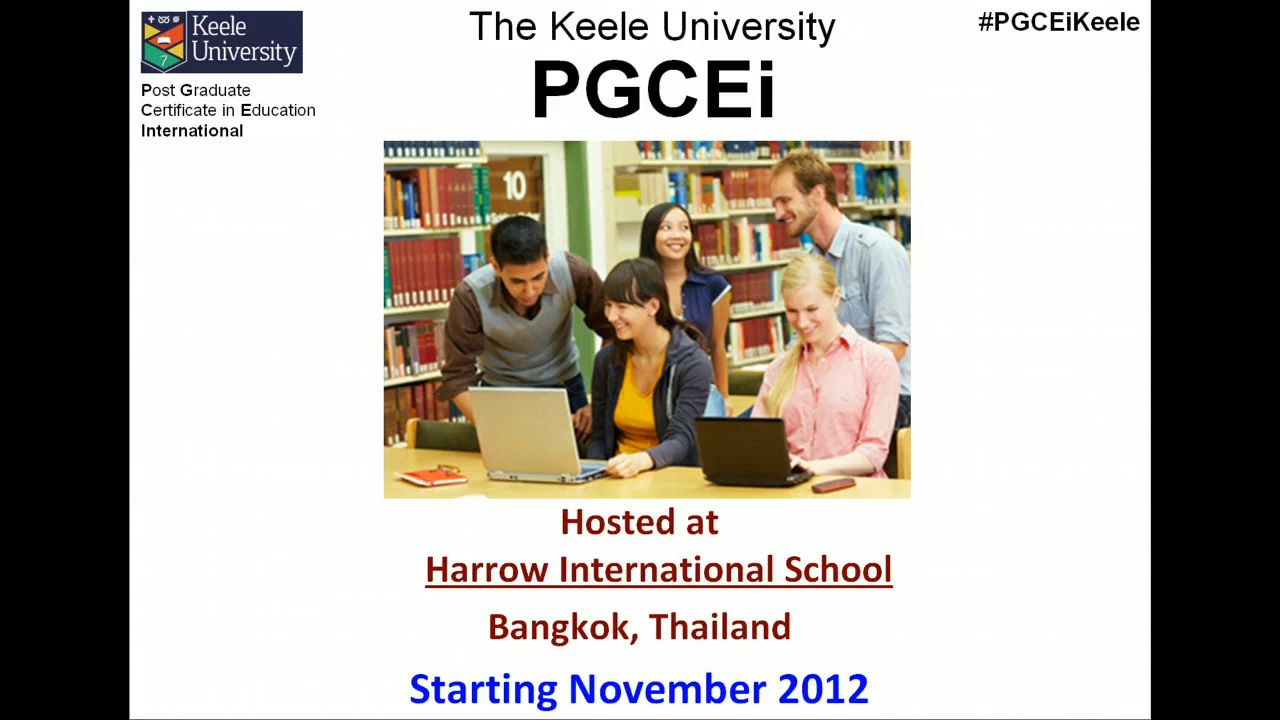 Keele
University
Post Graduate
Certificate in Education
International
The Keele University
PGCEi
#PGCEiKeele
10
Hosted at
Harrow International School
Bangkok, Thailand
Starting November 2012